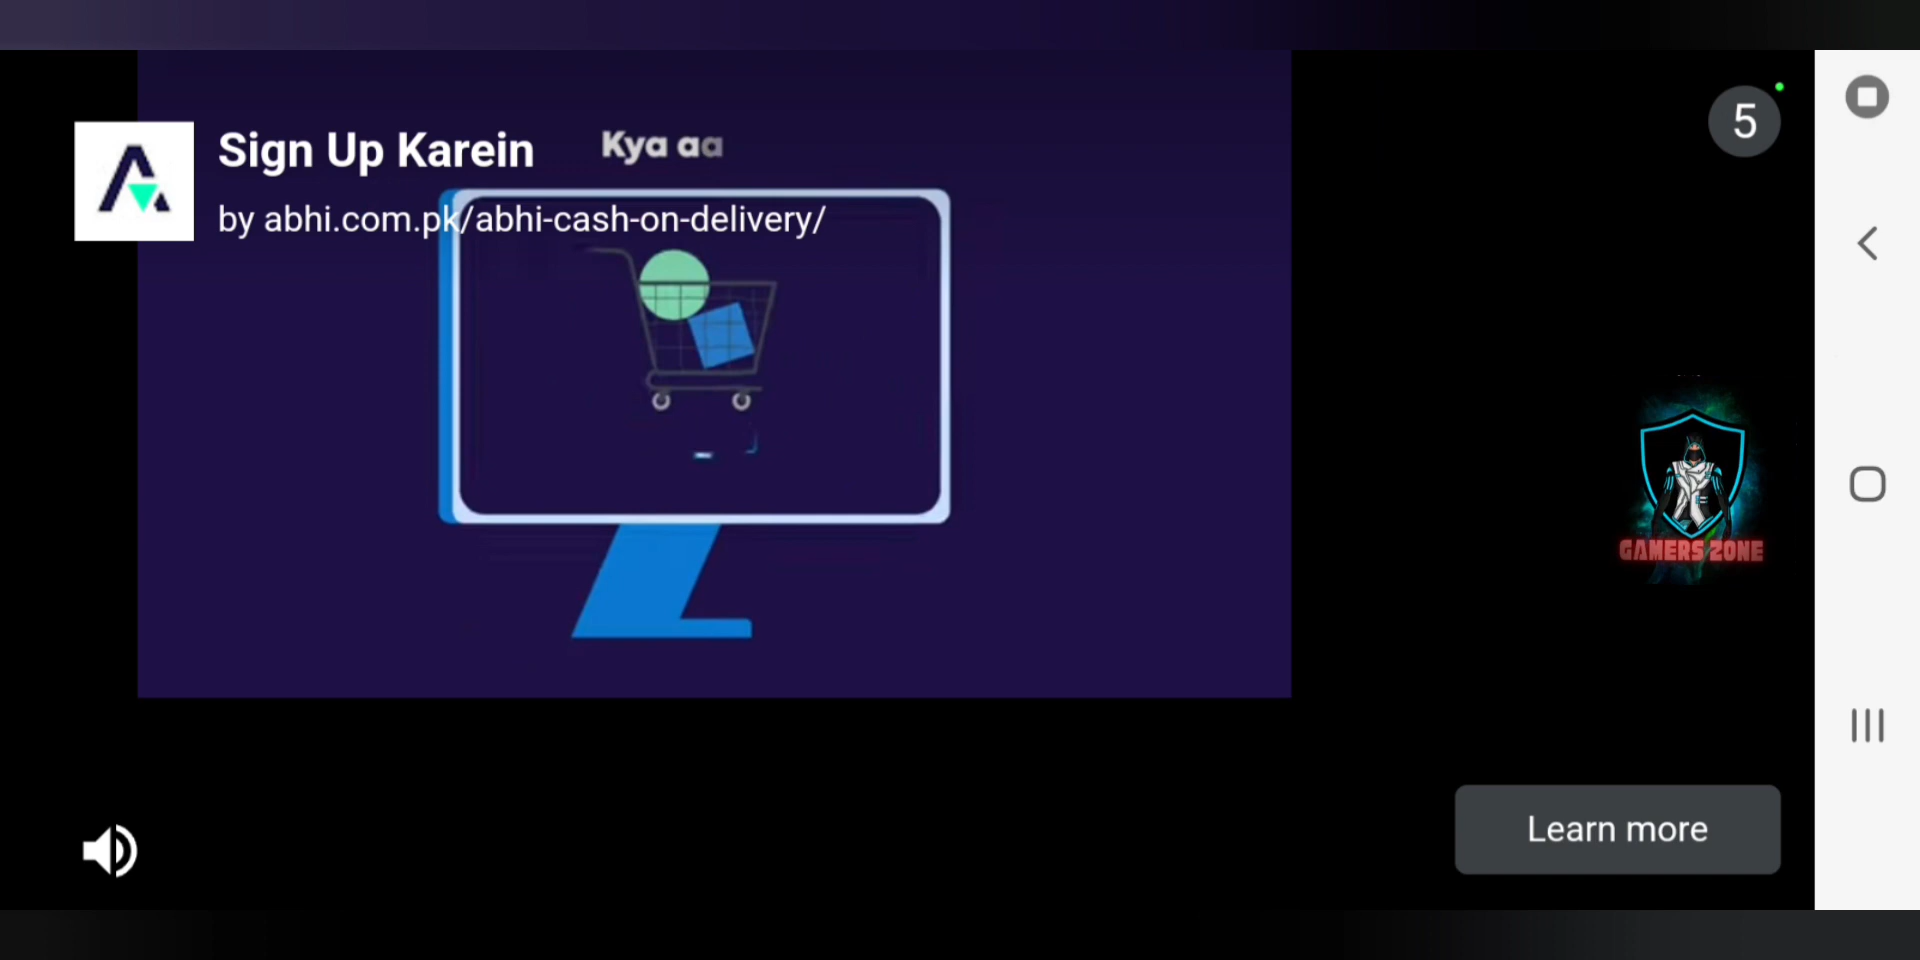 Sign Up Karein
Kya aa
by abhi.com.pk/abhi-cash-on-delivery/
5
GAMERS ZONE
Learn more